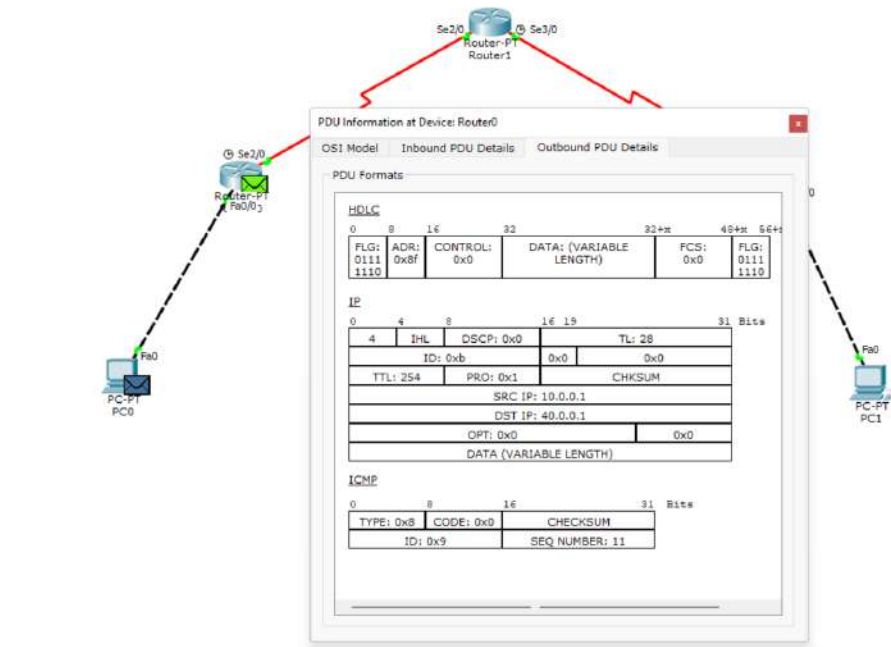 Se2/0
Se3/0
Router-PT
Router1
PDU Information at Device: Router0
OSI Model
Inbound PDU Details
Outbound PDU Details
PDU Formats
Se2/0
Router-PT
Fa0/0
HDLC
0 8 16 32 32+x 48+x 56+x
FLG: 0111 1110
ADR: 0x8f
CONTROL: 0x0
DATA: (VARIABLE LENGTH)
FCS: 0x0
FLG: 0111 1110
IP
0 4 8 16 19 31 Bits
4 IHL DSCP: 0x0 TL: 28
ID: 0xb 0x0 0x0
TTL: 254 PRO: 0x1 CHKSUM
SRC IP: 10.0.0.1
DST IP: 40.0.0.1
OPT: 0x0 0x0
DATA (VARIABLE LENGTH)
ICMP
0 8 16 31 Bits
TYPE: 0x8 CODE: 0x0 CHECKSUM
ID: 0x9 SEQ NUMBER: 11
Fa0
PC-PT
PC0
Fa0
PC-PT
PC1